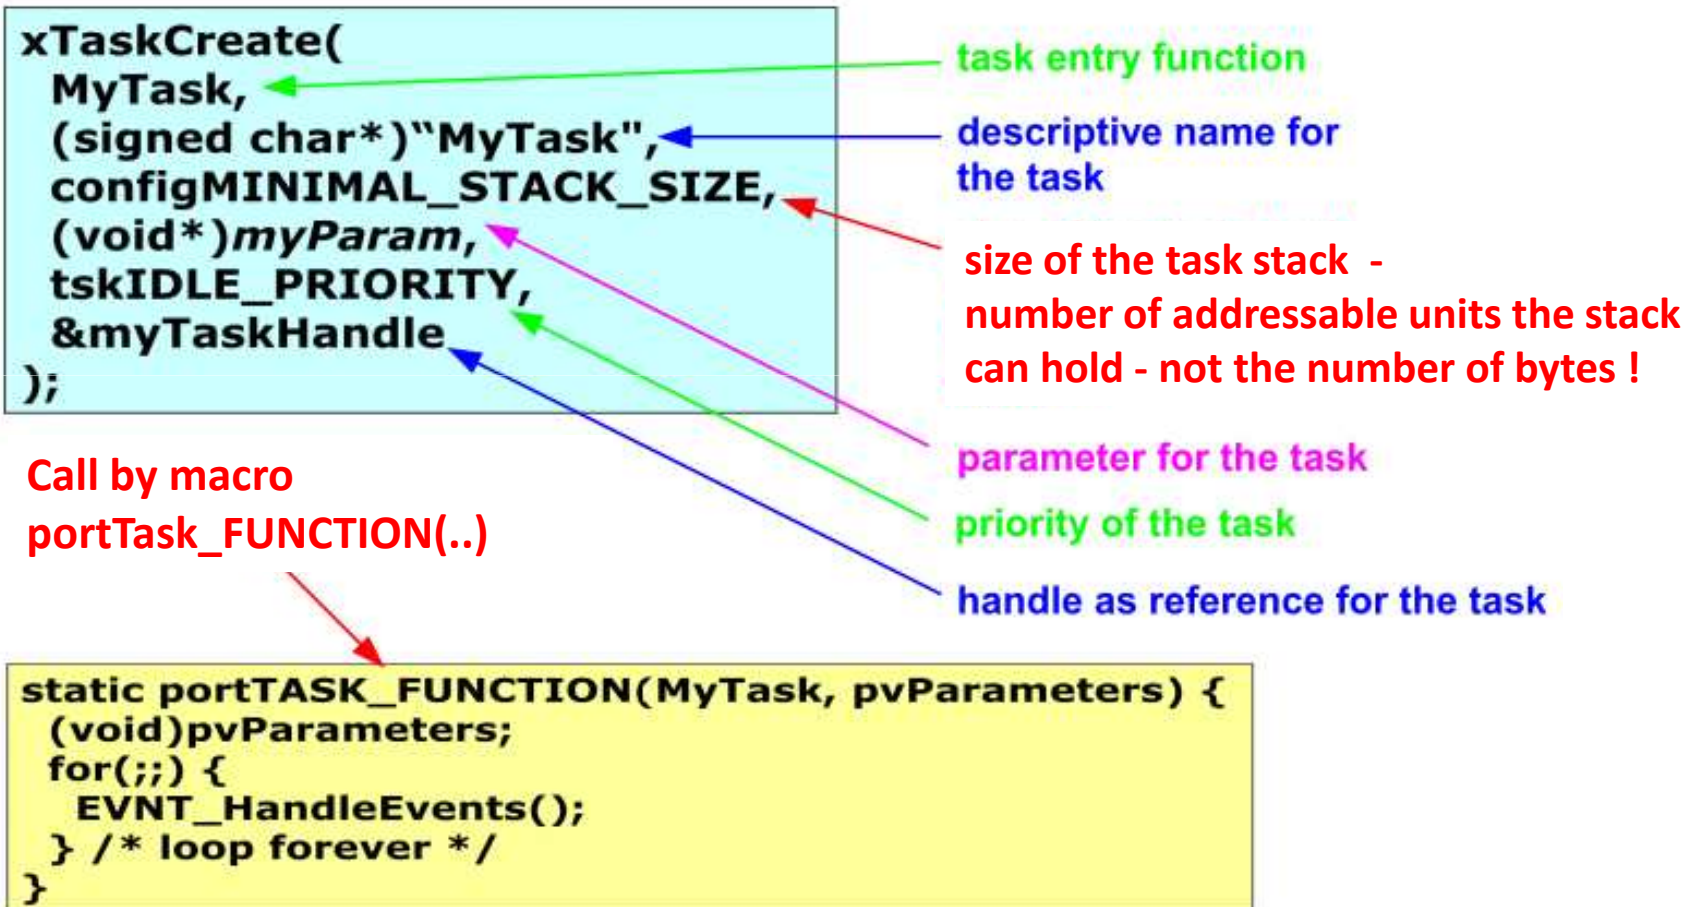 xTaskCreate(
MyTask,
(signed char*)“MyTask",
configMINIMAL_STACK_SIZE,
(void*)myParam,
tskIDLE_PRIORITY,
&myTaskHandle
);
task entry function
descriptive name for
the task
size of the task stack -
number of addressable units the stack
can hold - not the number of bytes !
parameter for the task
priority of the task
handle as reference for the task
Call by macro
portTask_FUNCTION(..)
static portTASK_FUNCTION(MyTask, pvParameters) {
(void)pvParameters;
for(;;) {
EVNT_HandleEvents();
} /* loop forever */
}